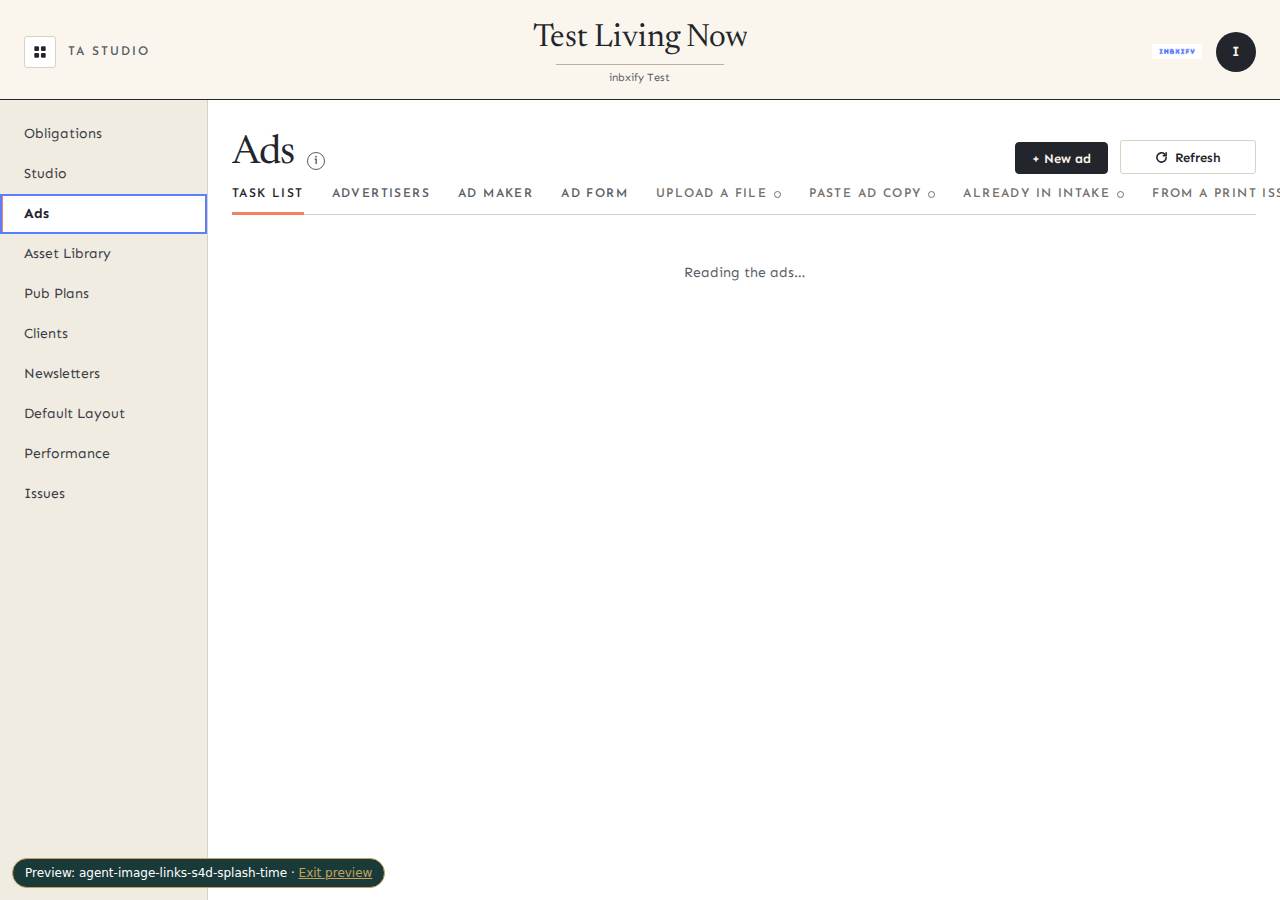 TA STUDIO
Test Living Now
inbxify Test
INBXIFY
I
Obligations
Studio
Ads
Asset Library
Pub Plans
Clients
Newsletters
Default Layout
Performance
Issues
Ads
i
+ New ad
Refresh
TASK LIST ADVERTISERS AD MAKER AD FORM UPLOAD A FILE PASTE AD COPY ALREADY IN INTAKE FROM A PRINT ISS
Reading the ads...
Preview: agent-image-links-s4d-splash-time · Exit preview